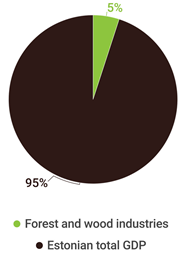 5%
95%
Forest and wood industries
Estonian total GDP